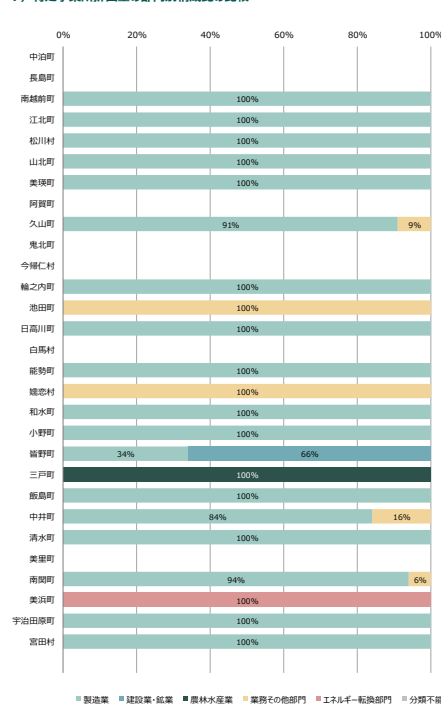 0% 20% 40% 60% 80% 100%
中泊町
長島町
南越前町 100%
江北町 100%
松川村 100%
山北町 100%
美瑛町 100%
阿賀町
久山町 91% 9%
鬼北町
今帰仁村
輪之内町 100%
池田町 100%
日高川町 100%
白馬村
能勢町 100%
嬬恋村 100%
和水町 100%
小野町 100%
皆野町 34% 66%
三戸町 100%
飯島町 100%
中井町 84% 16%
清水町 100%
美里町
南関町 94% 6%
美浜町 100%
宇治田原町 100%
宮田村 100%
製造業 建設業・鉱業 農林水産業 業務その他部門 エネルギー転換部門 分類不能